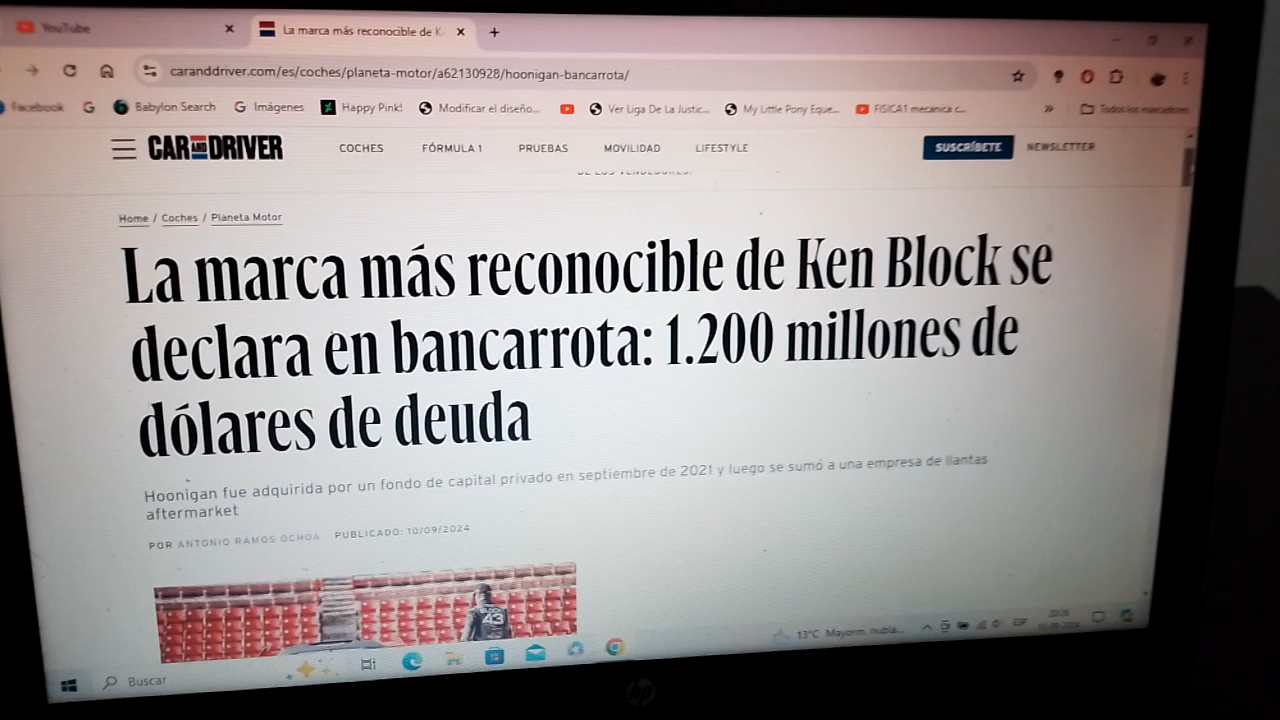 YouTube
La marca más reconocible de K
caranddriver.com/es/coches/planeta-motor/a62130928/hoonigan-bancarrota/
Facebook
Babylon Search
Imágenes
Happy Pink!
Modificar el diseño...
Ver Liga De La Justic...
My Little Pony Eque...
FISICA1 mecanica c...
Todos los marcadores
CAR AND DRIVER
COCHES
FÓRMULA 1
PRUEBAS
MOVILIDAD
LIFESTYLE
SUSCRÍBETE
NEWSLETTER
Home / Coches / Planeta Motor
La marca más reconocible de Ken Block se
declara en bancarrota: 1.200 millones de
dólares de deuda
Hoonigan fue adquirida por un fondo de capital privado en septiembre de 2021 y luego se sumó a una empresa de llantas
aftermarket
POR ANTONIO RAMOS OCHOA PUBLICADO: 10/09/2024
BLOCK
43
13°C Mayorm. nubla...
ESP
Buscar
hp